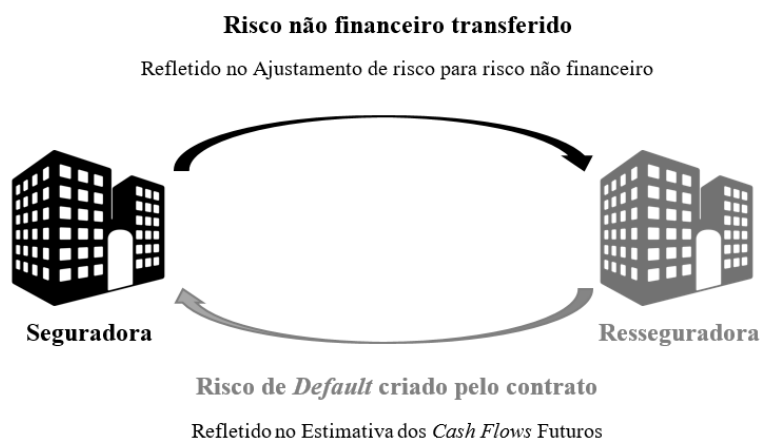 Risco não financeiro transferido
Refletido no Ajustamento de risco para risco não financeiro
Seguradora
Resseguradora
Risco de Default criado pelo contrato
Refletido no Estimativa dos Cash Flows Futuros